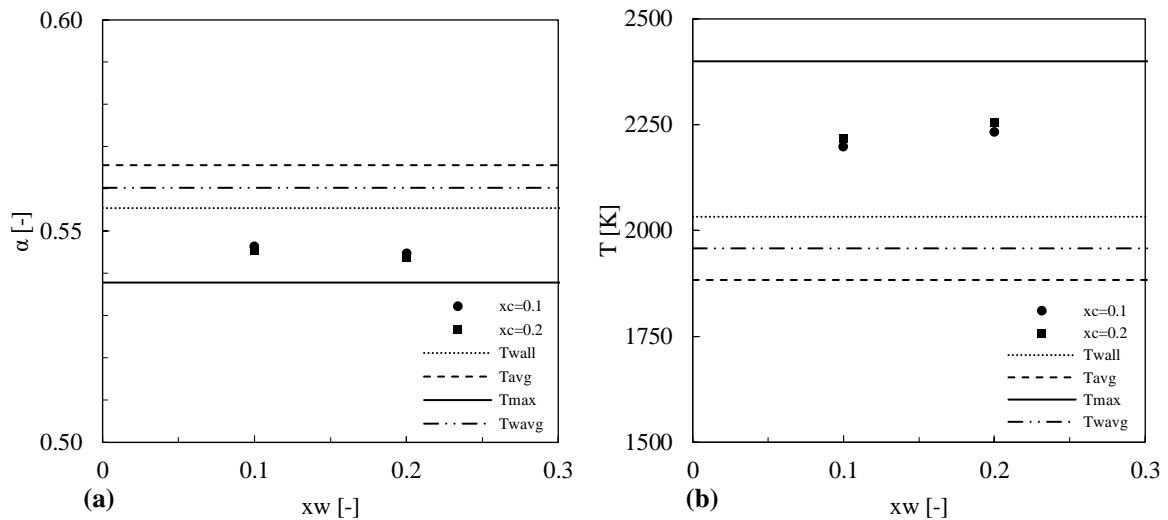 0.60
0.55
0.50
α [-]
0
0.1
0.2
0.3
xw [-]
(a)
xc=0.1
xc=0.2
Twall
Tavg
Tmax
Twavg
2500
2250
2000
1750
1500
T [K]
0
0.1
0.2
0.3
xw [-]
(b)
xc=0.1
xc=0.2
Twall
Tavg
Tmax
Twavg